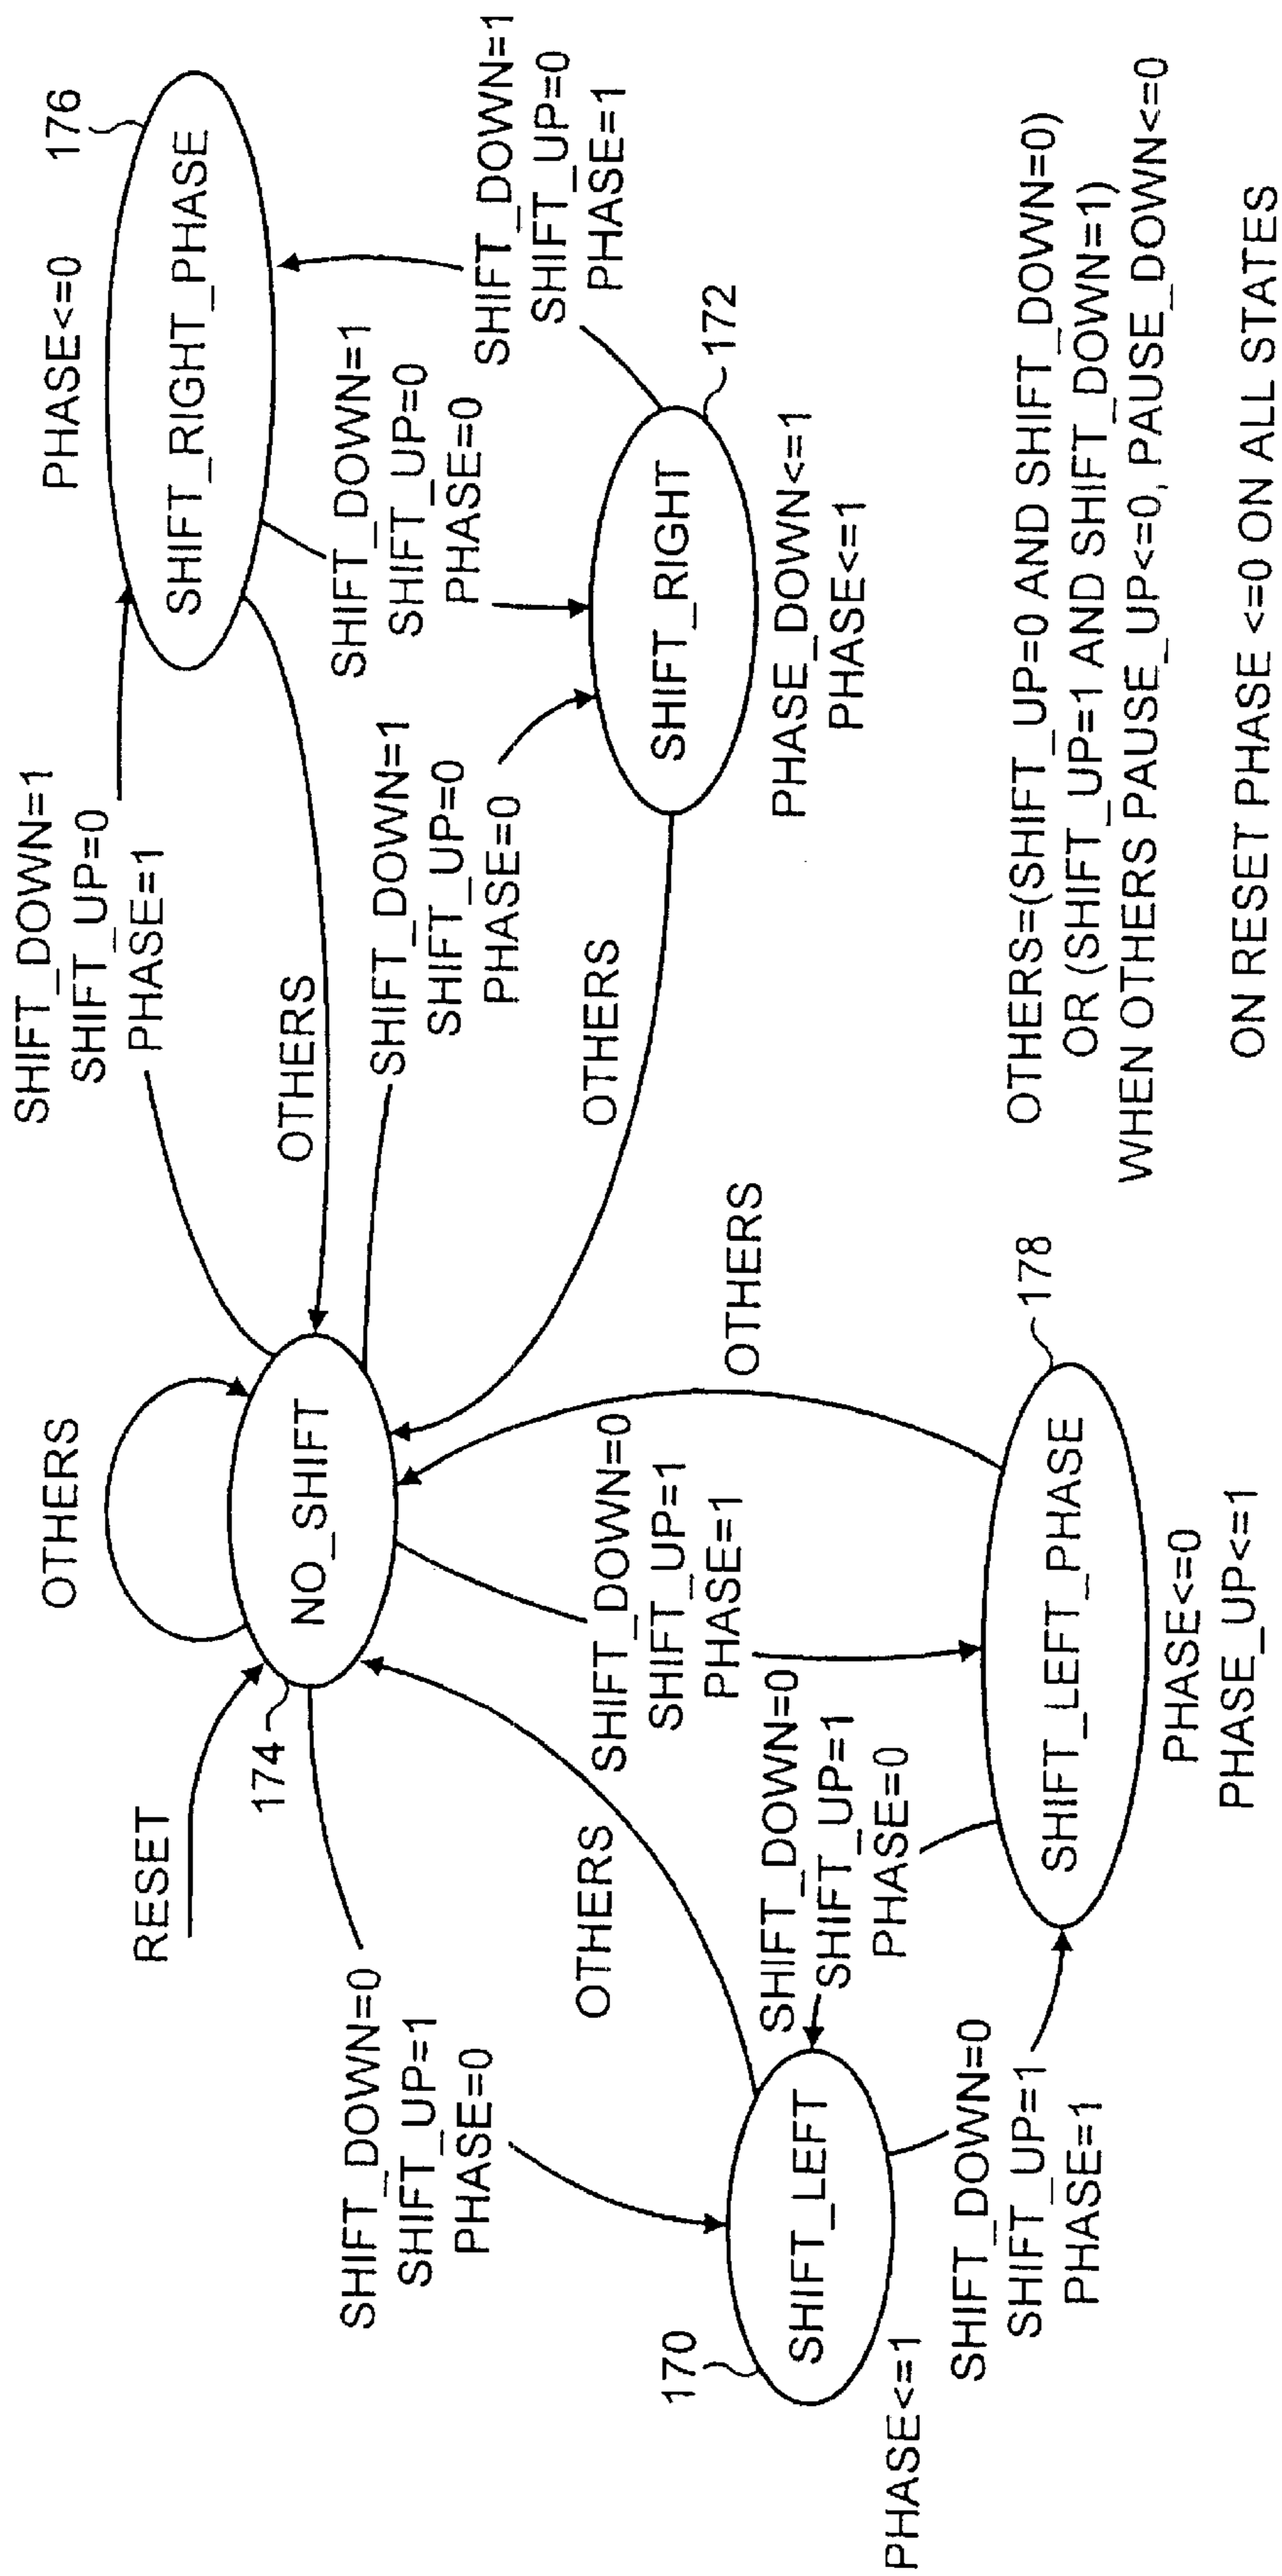 RESET
OTHERS
174
NO_SHIFT
SHIFT_DOWN=1
SHIFT_UP=0
PHASE=1
PHASE<=0
176
SHIFT_RIGHT_PHASE
OTHERS
SHIFT_DOWN=1
SHIFT_UP=0
PHASE=0
SHIFT_DOWN=1
SHIFT_UP=0
PHASE=0
SHIFT_DOWN=1
SHIFT_UP=0
PHASE=1
172
SHIFT_RIGHT
PHASE_DOWN<=1
PHASE<=1
OTHERS
SHIFT_DOWN=0
SHIFT_UP=1
PHASE=0
OTHERS
SHIFT_DOWN=0
SHIFT_UP=1
PHASE=1
OTHERS
170
SHIFT_LEFT
PHASE<=1
SHIFT_DOWN=0
SHIFT_UP=1
PHASE=0
SHIFT_DOWN=0
SHIFT_UP=1
PHASE=1
178
SHIFT_LEFT_PHASE
PHASE<=0
PHASE_UP<=1
OTHERS=(SHIFT_UP=0 AND SHIFT_DOWN=0)
OR (SHIFT_UP=1 AND SHIFT_DOWN=1)
WHEN OTHERS PAUSE_UP<=0, PAUSE_DOWN<=0
ON RESET PHASE <=0 ON ALL STATES